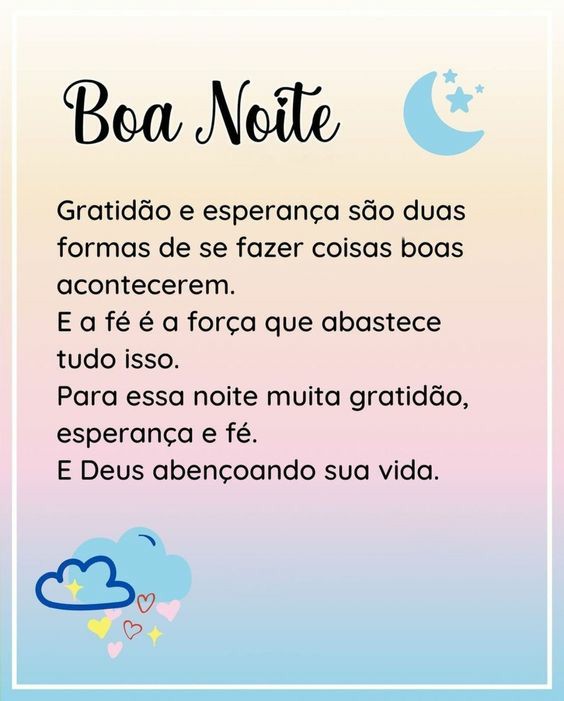 Boa Noite
Gratidão e esperança são duas
formas de se fazer coisas boas
acontecerem.
E a fé é a força que abastece
tudo isso.
Para essa noite muita gratidão,
esperança e fé.
E Deus abençoando sua vida.